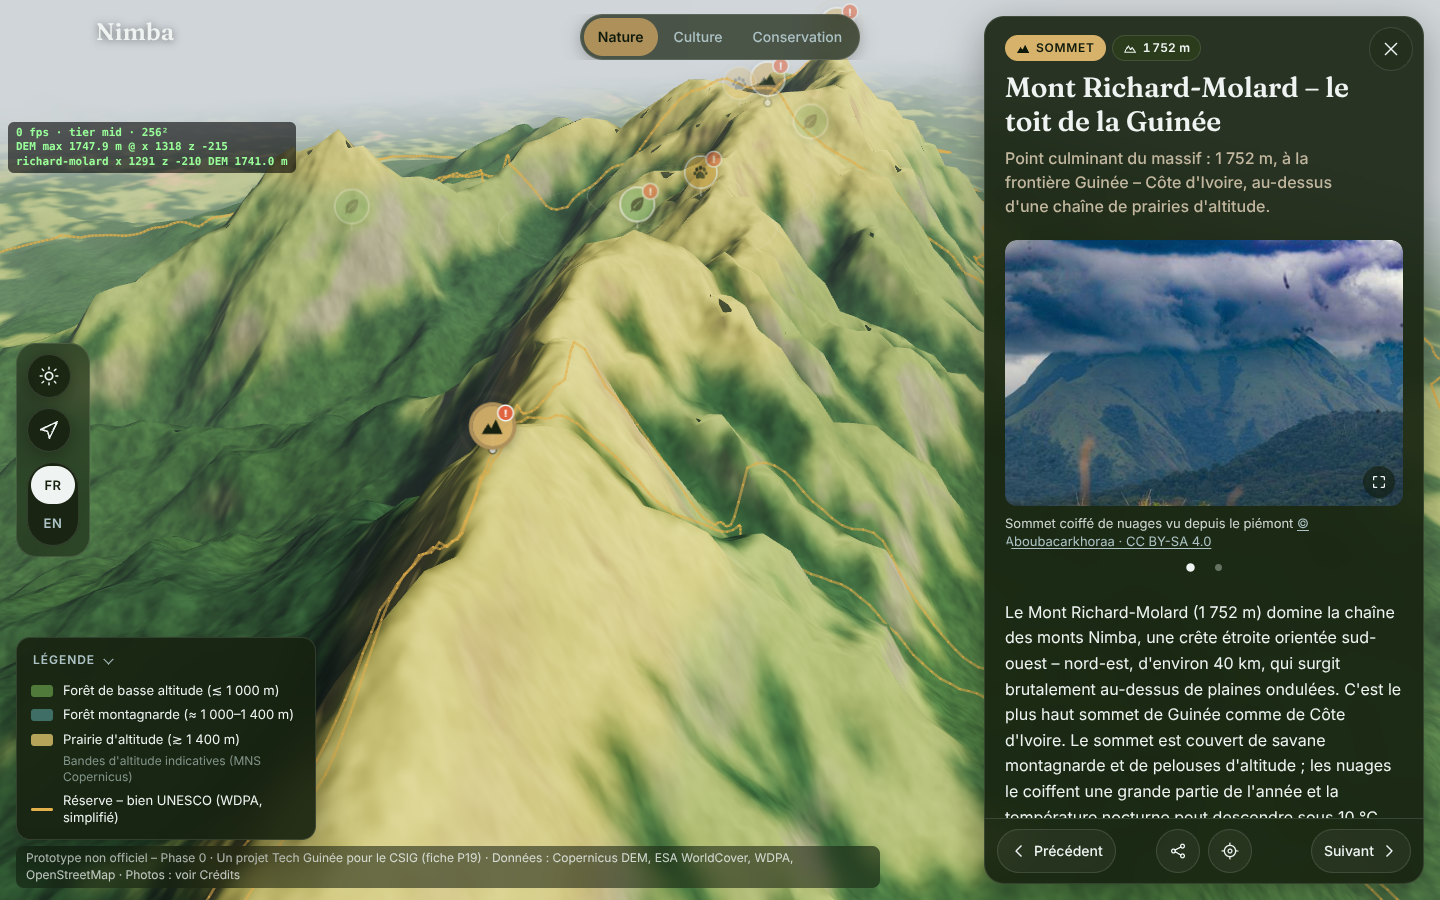 Nimba
Nature
Culture
Conservation
0 fps · tier mid · 256²
DEM max 1747.9 m @ x 1318 z -215
richard-molard x 1291 z -210 DEM 1741.0 m
FR
EN
LÉGENDE
Forêt de basse altitude (≲ 1 000 m)
Forêt montagnarde (≈ 1 000–1 400 m)
Prairie d'altitude (≳ 1 400 m)
Bandes d'altitude indicatives (MNS
Copernicus)
Réserve – bien UNESCO (WDPA,
simplifié)
Prototype non officiel – Phase 0 · Un projet Tech Guinée pour le CSIG (fiche P19) · Données : Copernicus DEM, ESA WorldCover, WDPA,
OpenStreetMap · Photos : voir Crédits
SOMMET
1 752 m
Mont Richard-Molard – le
toit de la Guinée
Point culminant du massif : 1 752 m, à la
frontière Guinée – Côte d'Ivoire, au-dessus
d'une chaîne de prairies d'altitude.
Sommet coiffé de nuages vu depuis le piémont ©
Aboubacarkhoraa · CC BY-SA 4.0
Le Mont Richard-Molard (1 752 m) domine la chaîne
des monts Nimba, une crête étroite orientée sud-
ouest – nord-est, d'environ 40 km, qui surgit
brutalement au-dessus de plaines ondulées. C'est le
plus haut sommet de Guinée comme de Côte
d'Ivoire. Le sommet est couvert de savane
montagnarde et de pelouses d'altitude ; les nuages
le coiffent une grande partie de l'année et la
température nocturne peut descendre sous 10 °C.
Précédent
Suivant